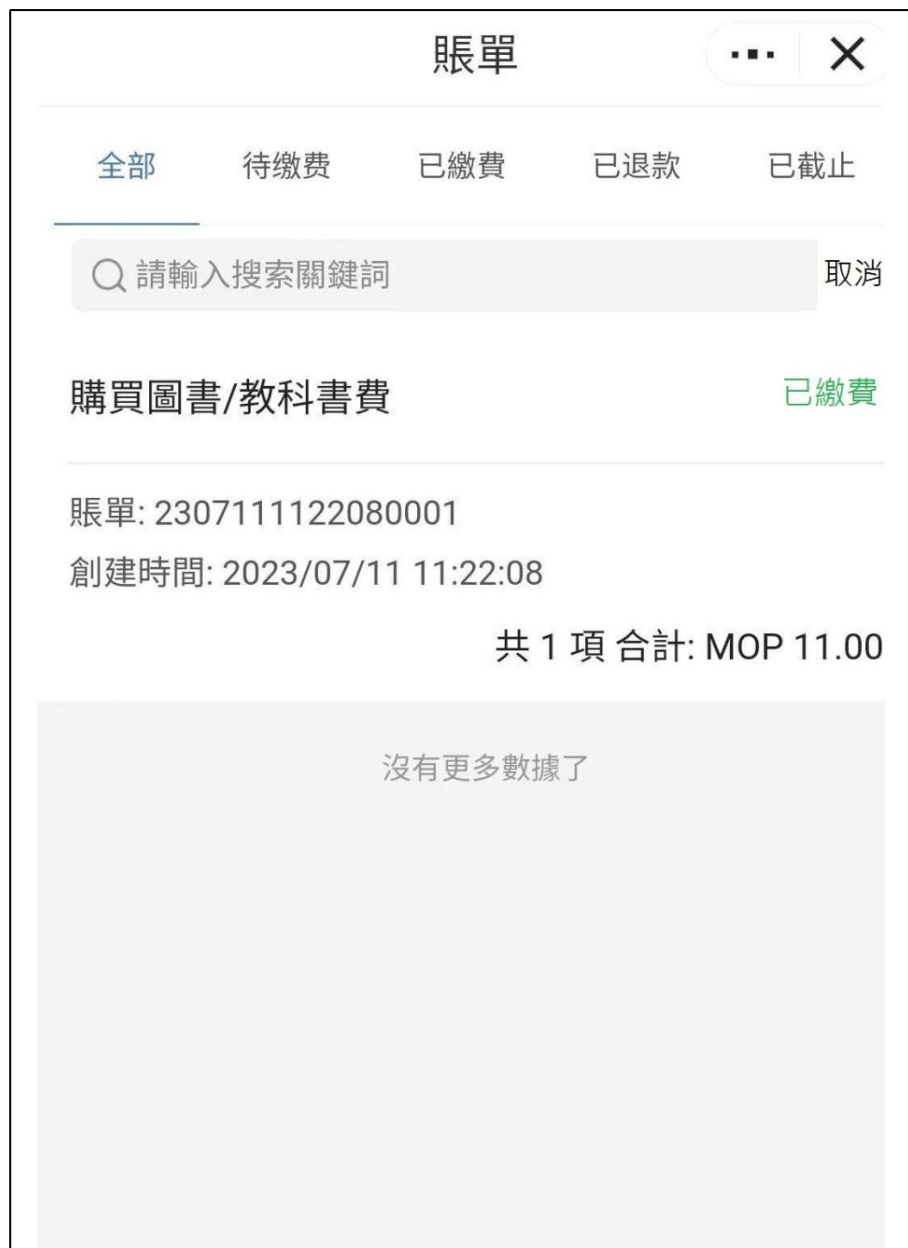 賬單
全部 待缴费 已繳費 已退款 已截止
請輸入搜索關鍵詞 取消
購買圖書/教科書費 已繳費
賬單: 2307111122080001
創建時間: 2023/07/11 11:22:08
共 1 項 合計: MOP 11.00
沒有更多數據了